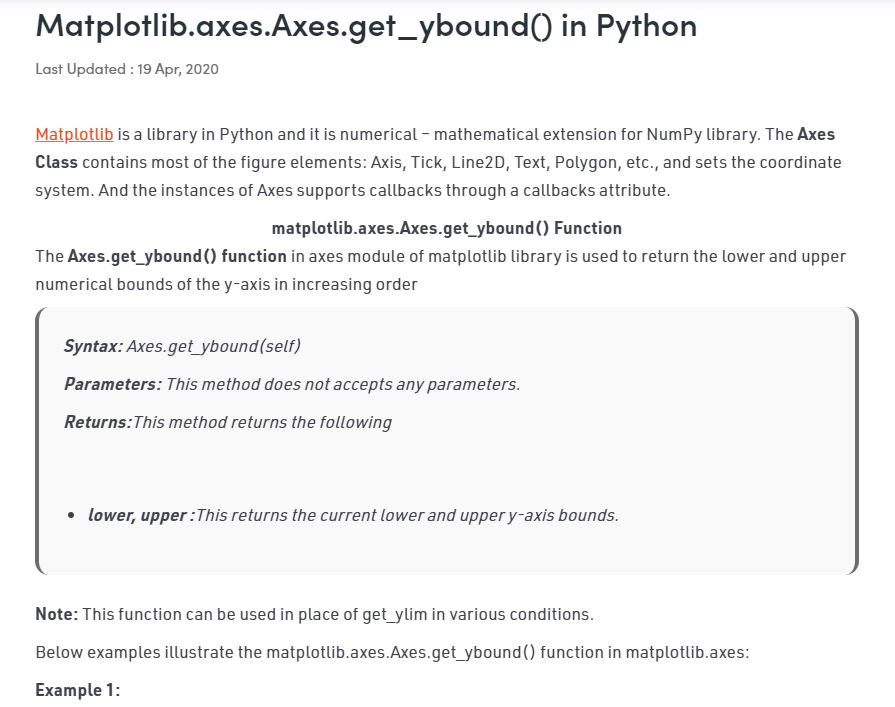 Matplotlib.axes.Axes.get_ybound() in Python
Last Updated : 19 Apr, 2020
Matplotlib is a library in Python and it is numerical – mathematical extension for NumPy library. The Axes
Class contains most of the figure elements: Axis, Tick, Line2D, Text, Polygon, etc., and sets the coordinate
system. And the instances of Axes supports callbacks through a callbacks attribute.
matplotlib.axes.Axes.get_ybound() Function
The Axes.get_ybound() function in axes module of matplotlib library is used to return the lower and upper
numerical bounds of the y-axis in increasing order
Syntax: Axes.get_ybound(self)
Parameters: This method does not accepts any parameters.
Returns:This method returns the following
• lower, upper :This returns the current lower and upper y-axis bounds.
Note: This function can be used in place of get_ylim in various conditions.
Below examples illustrate the matplotlib.axes.Axes.get_ybound() function in matplotlib.axes:
Example 1: